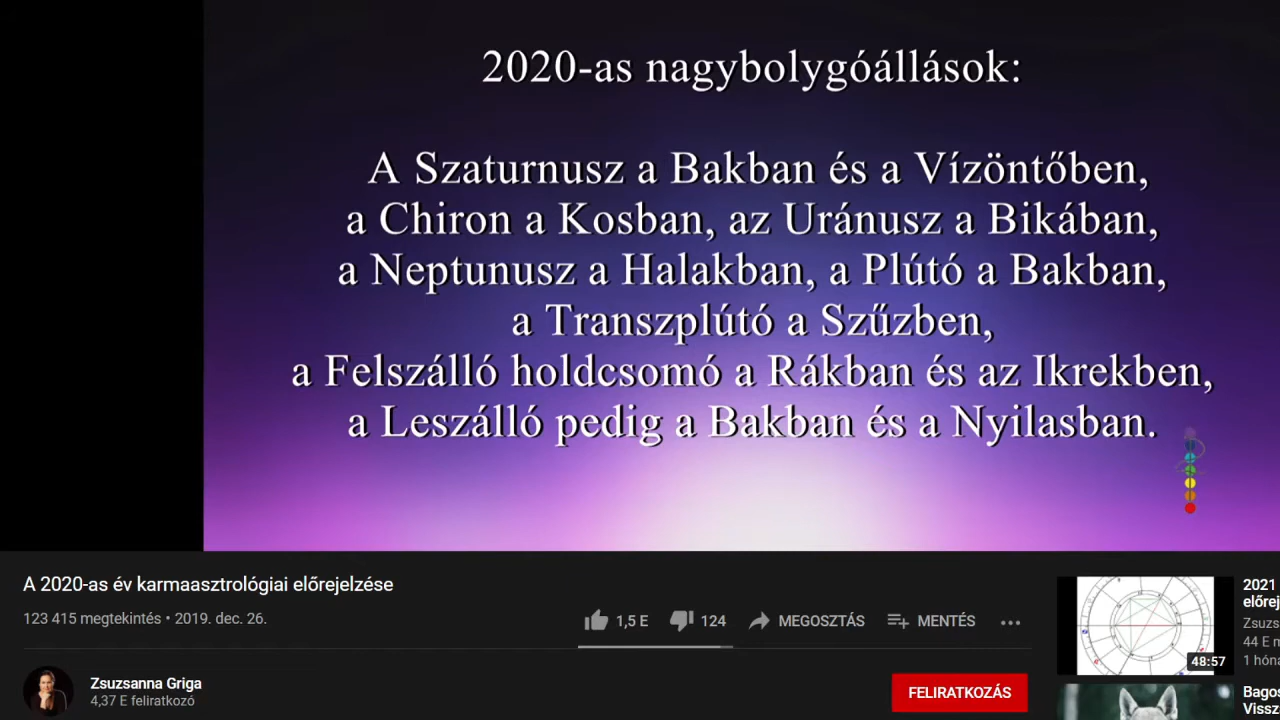 2020-as nagybolygóállások:
A Szaturnusz a Bakban és a Vízöntőben,
a Chiron a Kosban, az Uránusz a Bikában,
a Neptunusz a Halakban, a Plútó a Bakban,
a Transzplútó a Szűzben,
a Felszálló holdcsomó a Rákban és az Ikrekben,
a Leszálló pedig a Bakban és a Nyilasban.
A 2020-as év karmaasztrológiai előrejelzése
123 415 megtekintés • 2019. dec. 26.
1,5 E 124 MEGOSZTÁS MENTÉS
Zsuzsanna Griga
4,37 E feliratkozó
FELIRATKOZÁS
48:57
2021
előrej
Zsuzs
44 E m
1 hóna
Bagos
Vissz